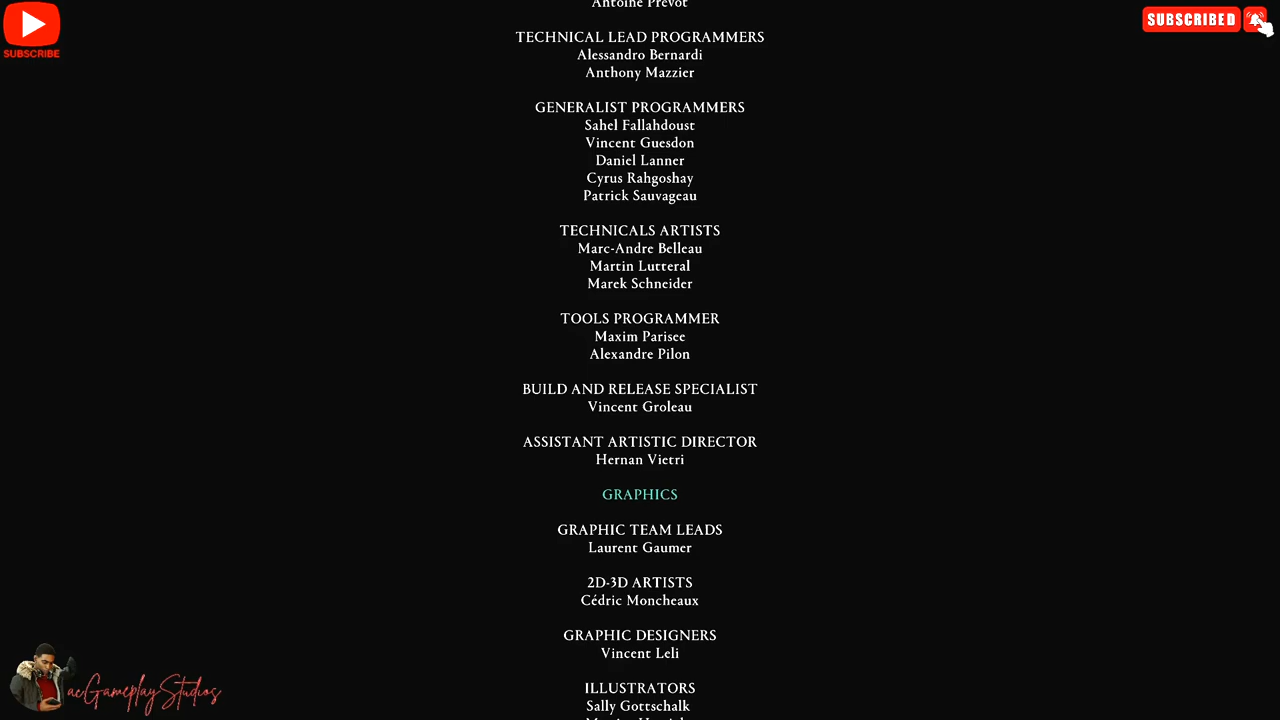 Antoine Prevot
SUBSCRIBE
SUBSCRIBED
TECHNICAL LEAD PROGRAMMERS
Alessandro Bernardi
Anthony Mazzier
GENERALIST PROGRAMMERS
Sahel Fallahdoust
Vincent Guesdon
Daniel Lanner
Cyrus Rahgoshay
Patrick Sauvageau
TECHNICALS ARTISTS
Marc-Andre Belleau
Martin Lutteral
Marek Schneider
TOOLS PROGRAMMER
Maxim Parisee
Alexandre Pilon
BUILD AND RELEASE SPECIALIST
Vincent Groleau
ASSISTANT ARTISTIC DIRECTOR
Hernan Vietri
GRAPHICS
GRAPHIC TEAM LEADS
Laurent Gaumer
2D-3D ARTISTS
Cédric Moncheaux
GRAPHIC DESIGNERS
Vincent Leli
ILLUSTRATORS
Sally Gottschalk
aeGameplayStudios